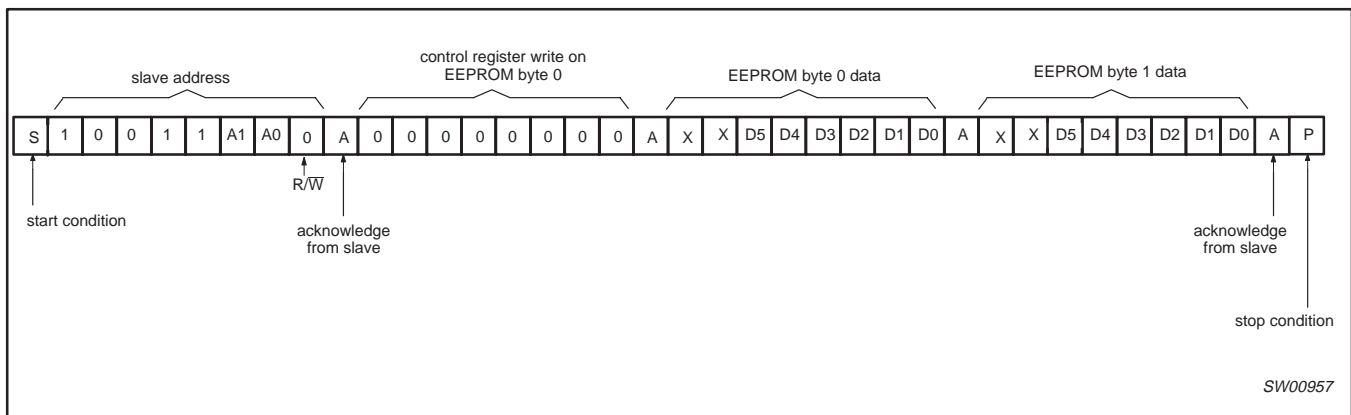 control register write on
EEPROM byte 0
slave address
EEPROM byte 0 data
EEPROM byte 1 data
S 1 0 0 1 1 A1 A0 0 A 0 0 0 0 0 0 0 0 A X X D5 D4 D3 D2 D1 D0 A X X D5 D4 D3 D2 D1 D0 A P
R/W̅
start condition
acknowledge
from slave
acknowledge
from slave
stop condition
SW00957